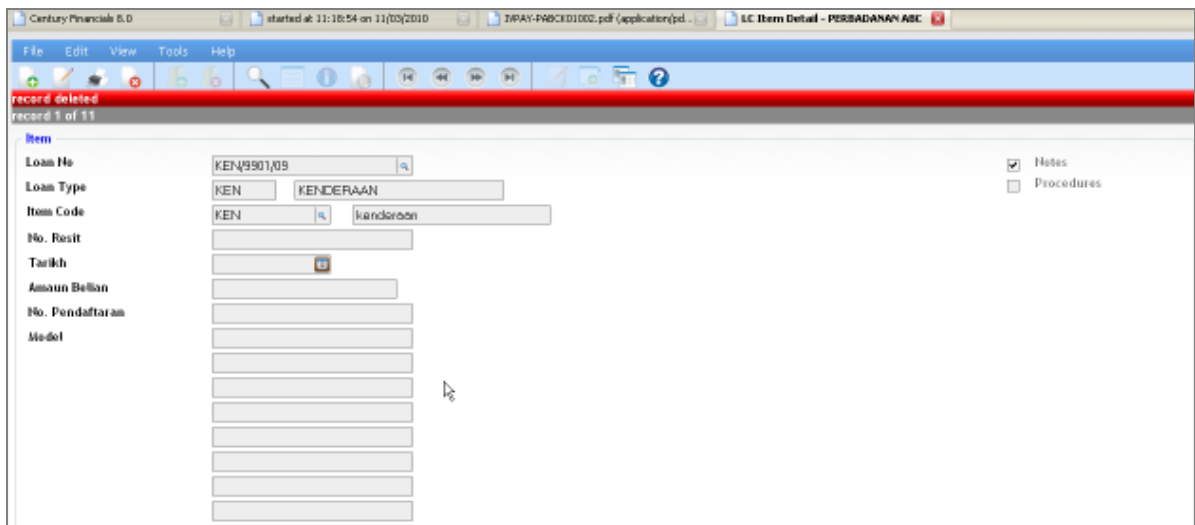 Century Financials 8.0 started at 11:18:54 on 11/03/2010 IVPAY-PABCK01002.pdf (application/pd... LC Item Detail - PERBADANAN ABC
File Edit View Tools Help
record deleted
record 1 of 11
Item
Loan No KEN/9901/09 Notes
Loan Type KEN KENDERAAN Procedures
Item Code KEN kenderaan
No. Resit
Tarikh
Amaun Belian
No. Pendaftaran
Model